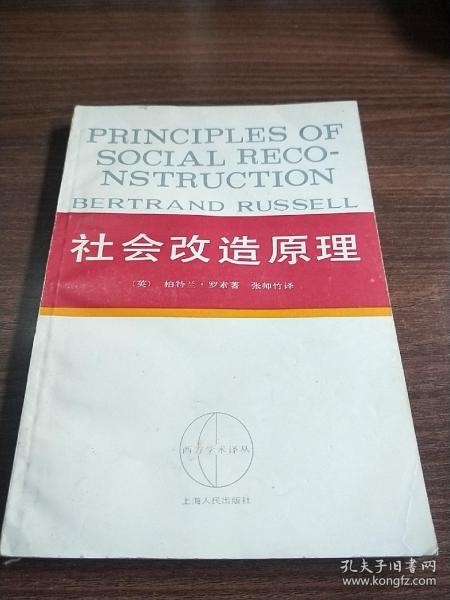 PRINCIPLES OF
SOCIAL RECO-
NSTRUCTION
BERTRAND RUSSELL
社会改造原理
〔英〕 柏特兰·罗素著 张师竹译
西方学术译丛
上海人民出版社
孔夫子旧书网
www.kongfz.com